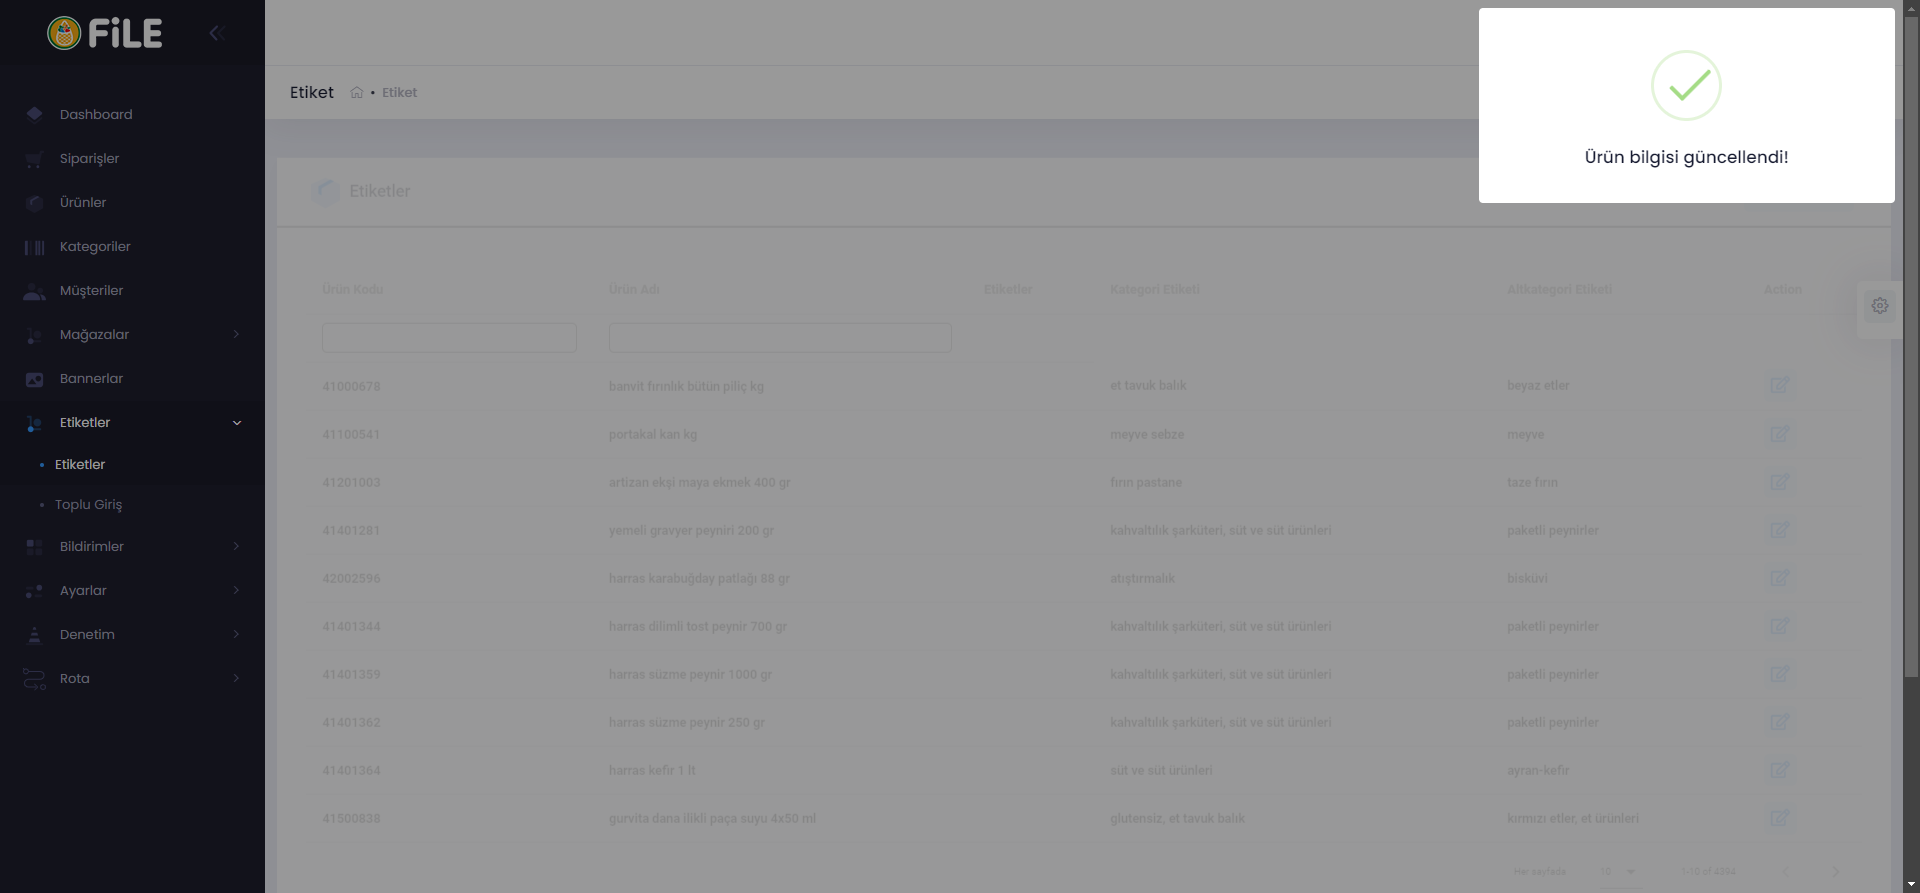 FiLE
Etiket • Etiket
Ürün bilgisi güncellendi!
Dashboard
Siparişler
Ürünler
Kategoriler
Müşteriler
Mağazalar
Bannerlar
Etiketler
• Etiketler
• Toplu Giriş
Bildirimler
Ayarlar
Denetim
Rota
Etiketler
Ürün Kodu Ürün Adı Etiketler Kategori Etiketi Altkategori Etiketi Action
41000678 banvit fırınlık bütün piliç kg et tavuk balık beyaz etler
41100541 portakal kan kg meyve sebze meyve
41201003 artizan ekşi maya ekmek 400 gr fırın pastane taze fırın
41401281 yemeli gravyer peyniri 200 gr kahvaltılık şarküteri, süt ve süt ürünleri paketli peynirler
42002596 harras karabuğday patlağı 88 gr atıştırmalık bisküvi
41401344 harras dilimli tost peynir 700 gr kahvaltılık şarküteri, süt ve süt ürünleri paketli peynirler
41401359 harras süzme peynir 1000 gr kahvaltılık şarküteri, süt ve süt ürünleri paketli peynirler
41401362 harras süzme peynir 250 gr kahvaltılık şarküteri, süt ve süt ürünleri paketli peynirler
41401364 harras kefir 1 lt süt ve süt ürünleri ayran-kefir
41500838 gurvita dana ilikli paça suyu 4x50 ml glutensiz, et tavuk balık kırmızı etler, et ürünleri
Her sayfada 10 1-10 of 4394